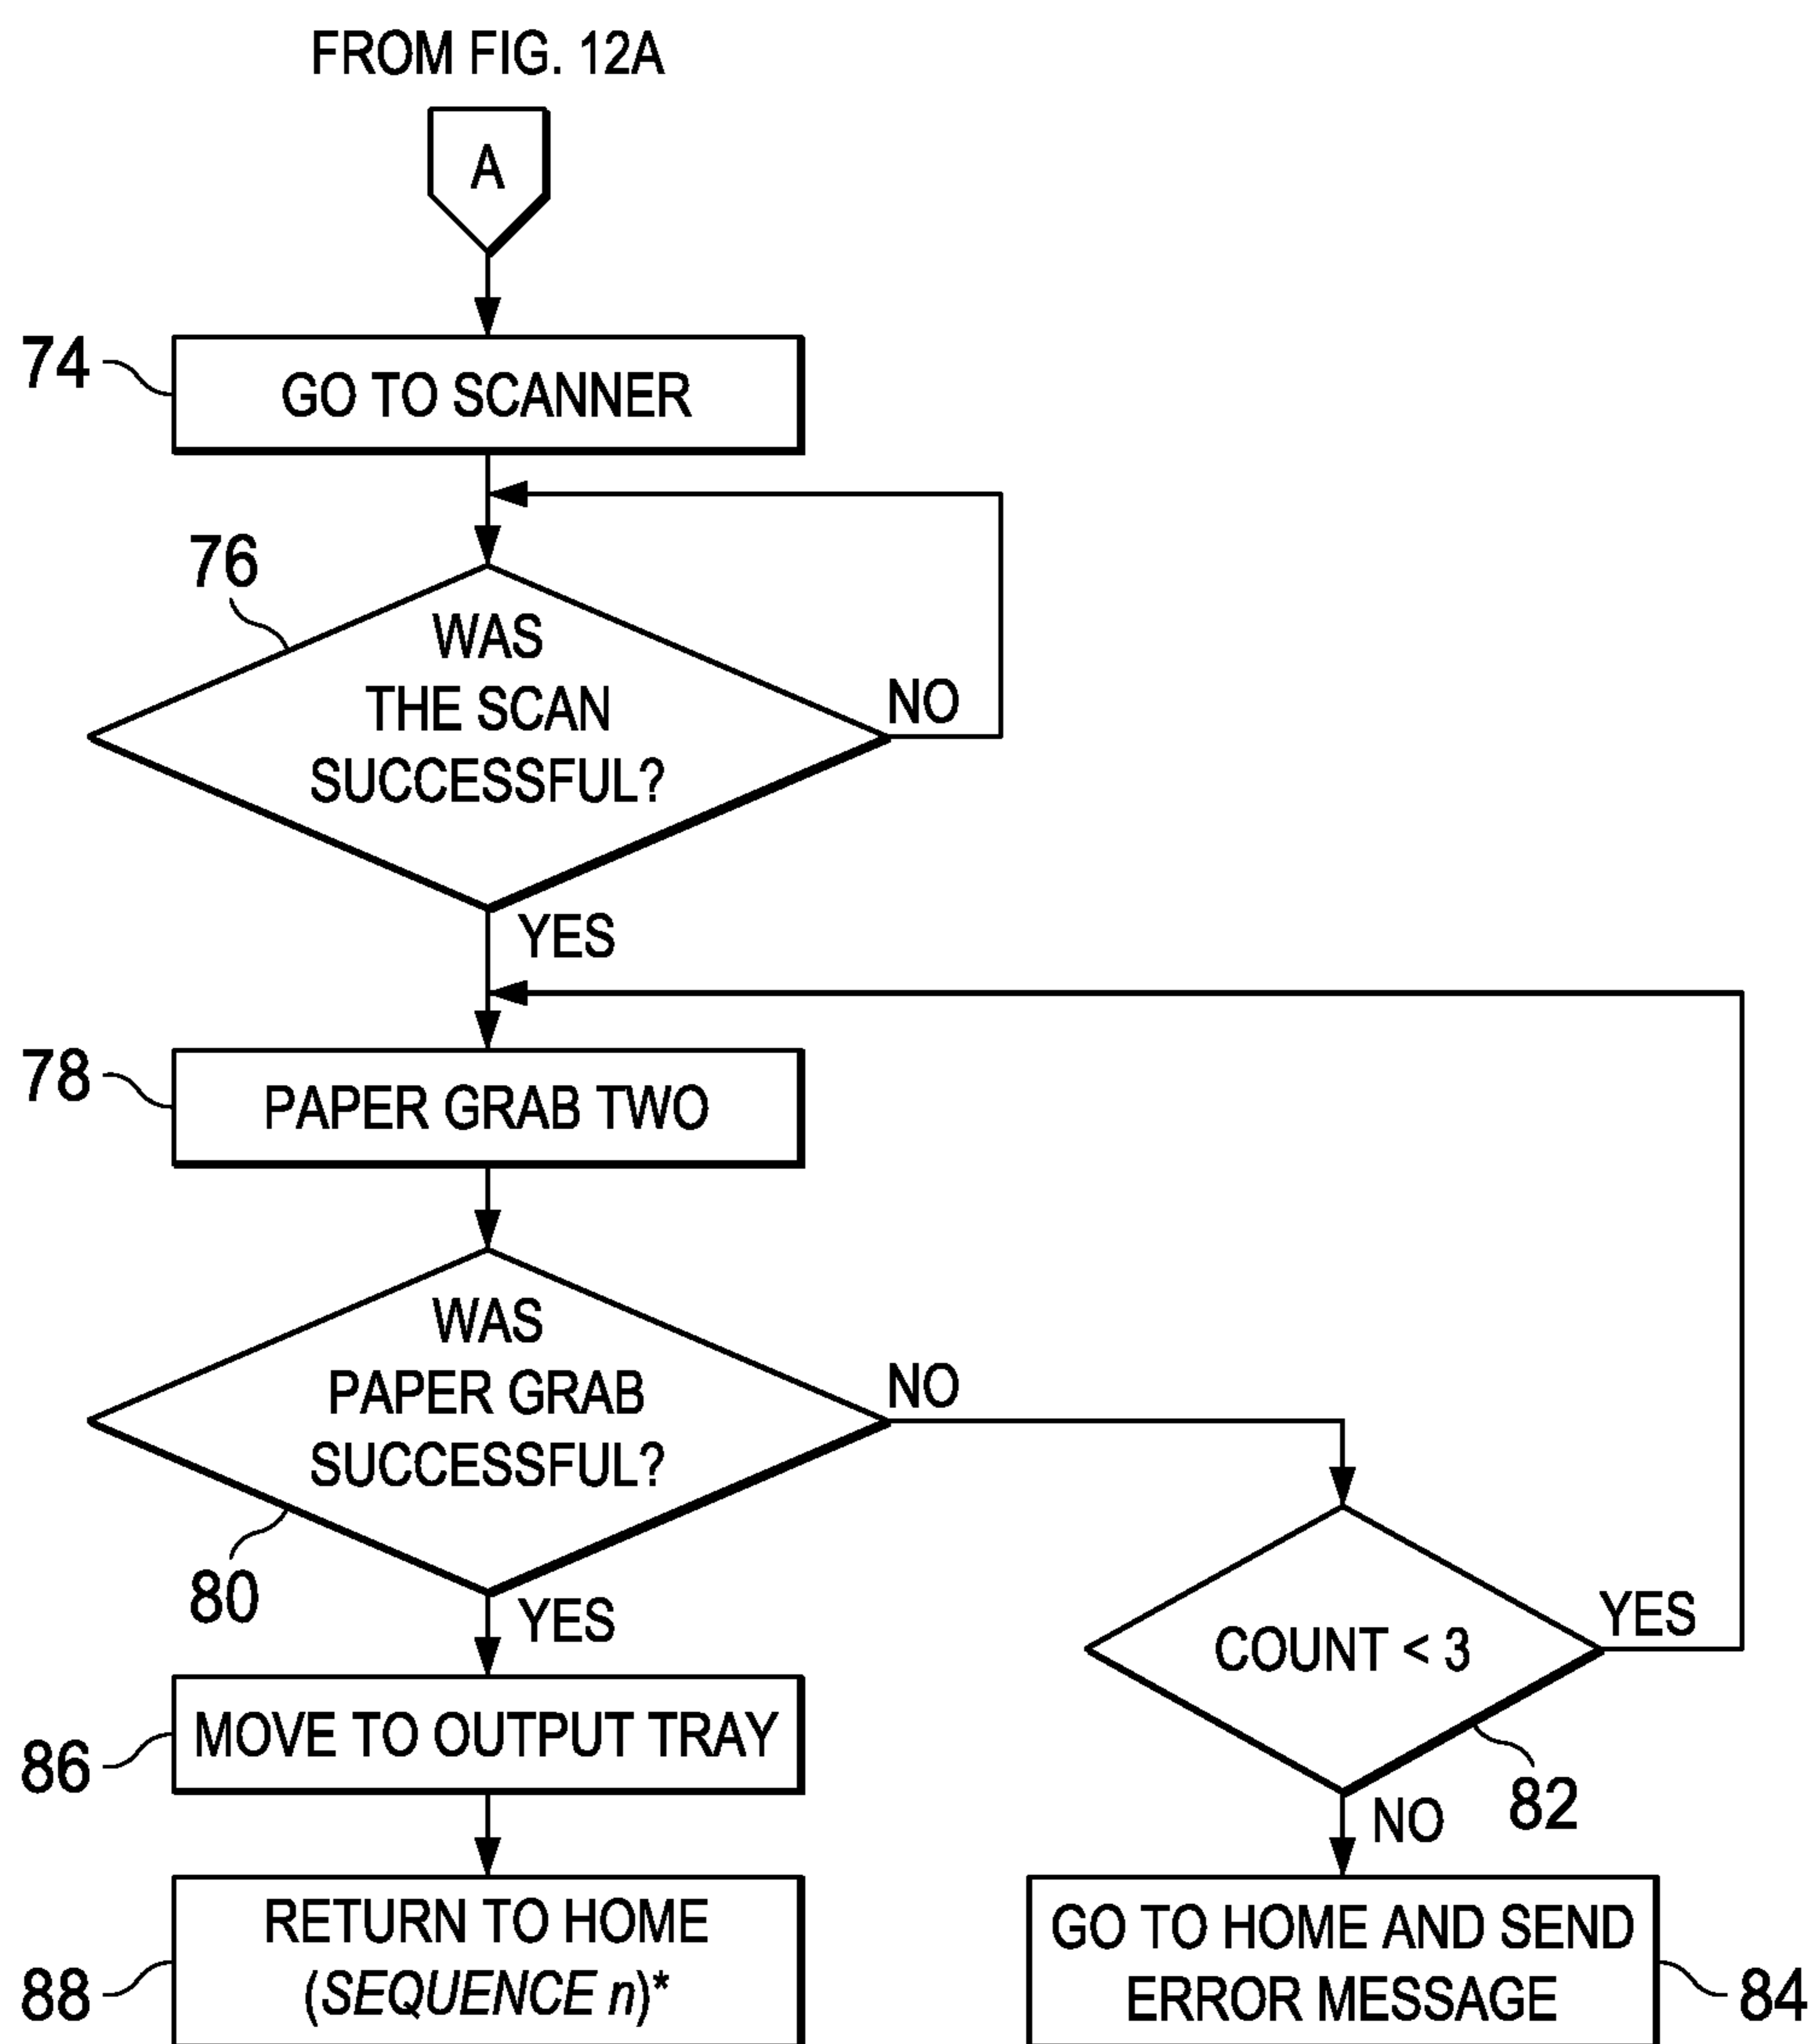 FROM FIG. 12A
A
74
GO TO SCANNER
76
WAS
THE SCAN
SUCCESSFUL?
NO
YES
78
PAPER GRAB TWO
WAS
PAPER GRAB
SUCCESSFUL?
NO
80
YES
COUNT < 3
YES
82
NO
86
MOVE TO OUTPUT TRAY
88
RETURN TO HOME
(SEQUENCE n)*
GO TO HOME AND SEND
ERROR MESSAGE
84